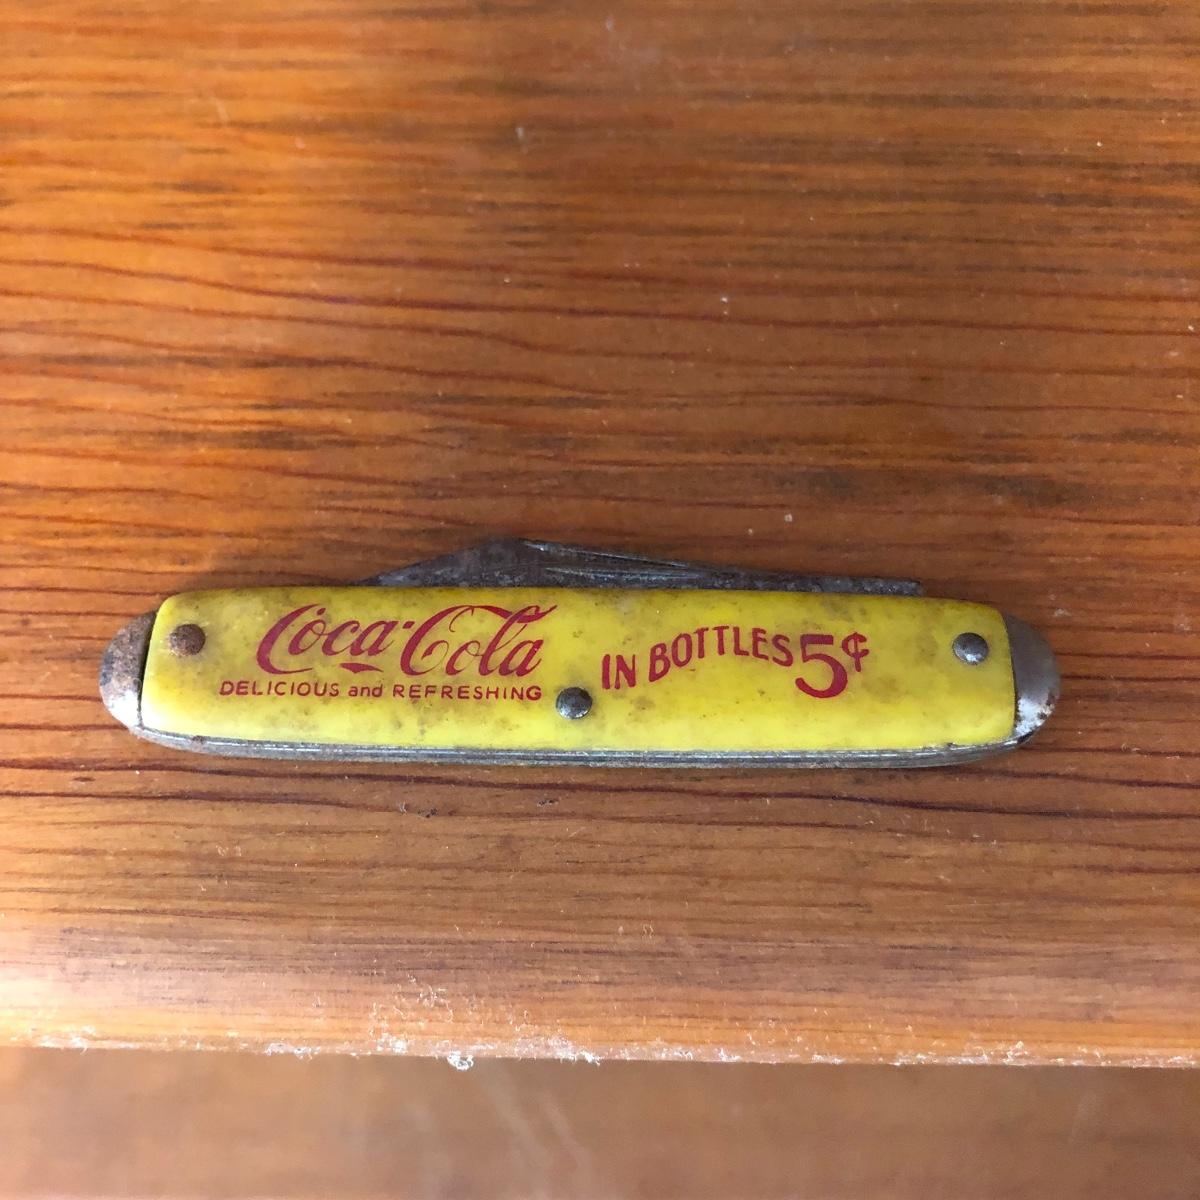 Coca-Cola
DELICIOUS and REFRESHING
IN BOTTLES 5¢